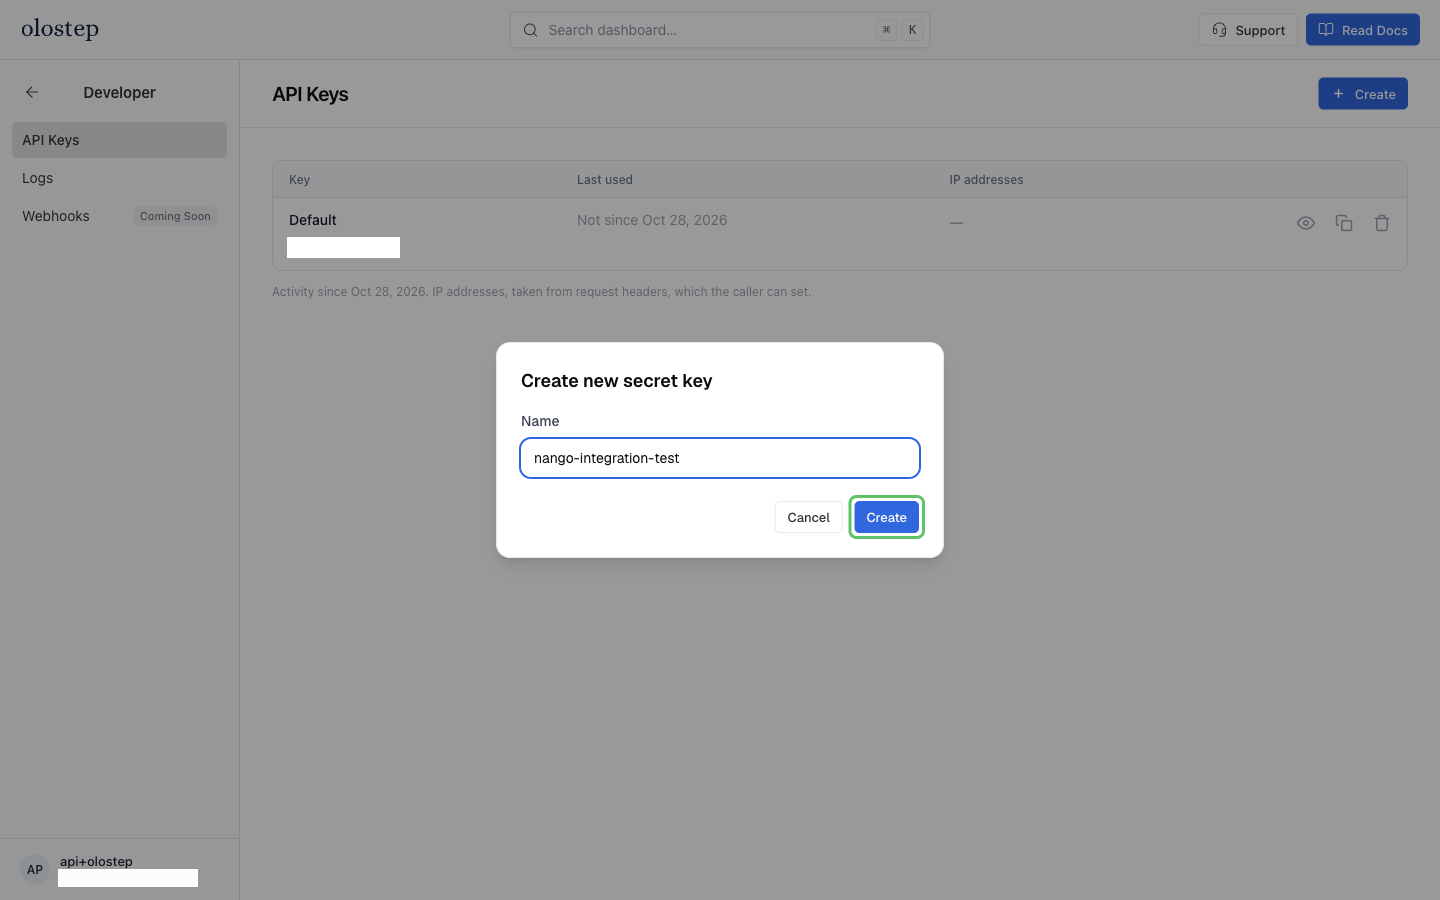 olostep
Search dashboard...
⌘ K
Support
Read Docs
Developer
API Keys
Logs
Webhooks
Coming Soon
API Keys
+ Create
Key
Last used
IP addresses
Default
Not since Oct 28, 2026
—
Activity since Oct 28, 2026. IP addresses, taken from request headers, which the caller can set.
Create new secret key
Name
nango-integration-test
Cancel
Create
AP
api+olostep